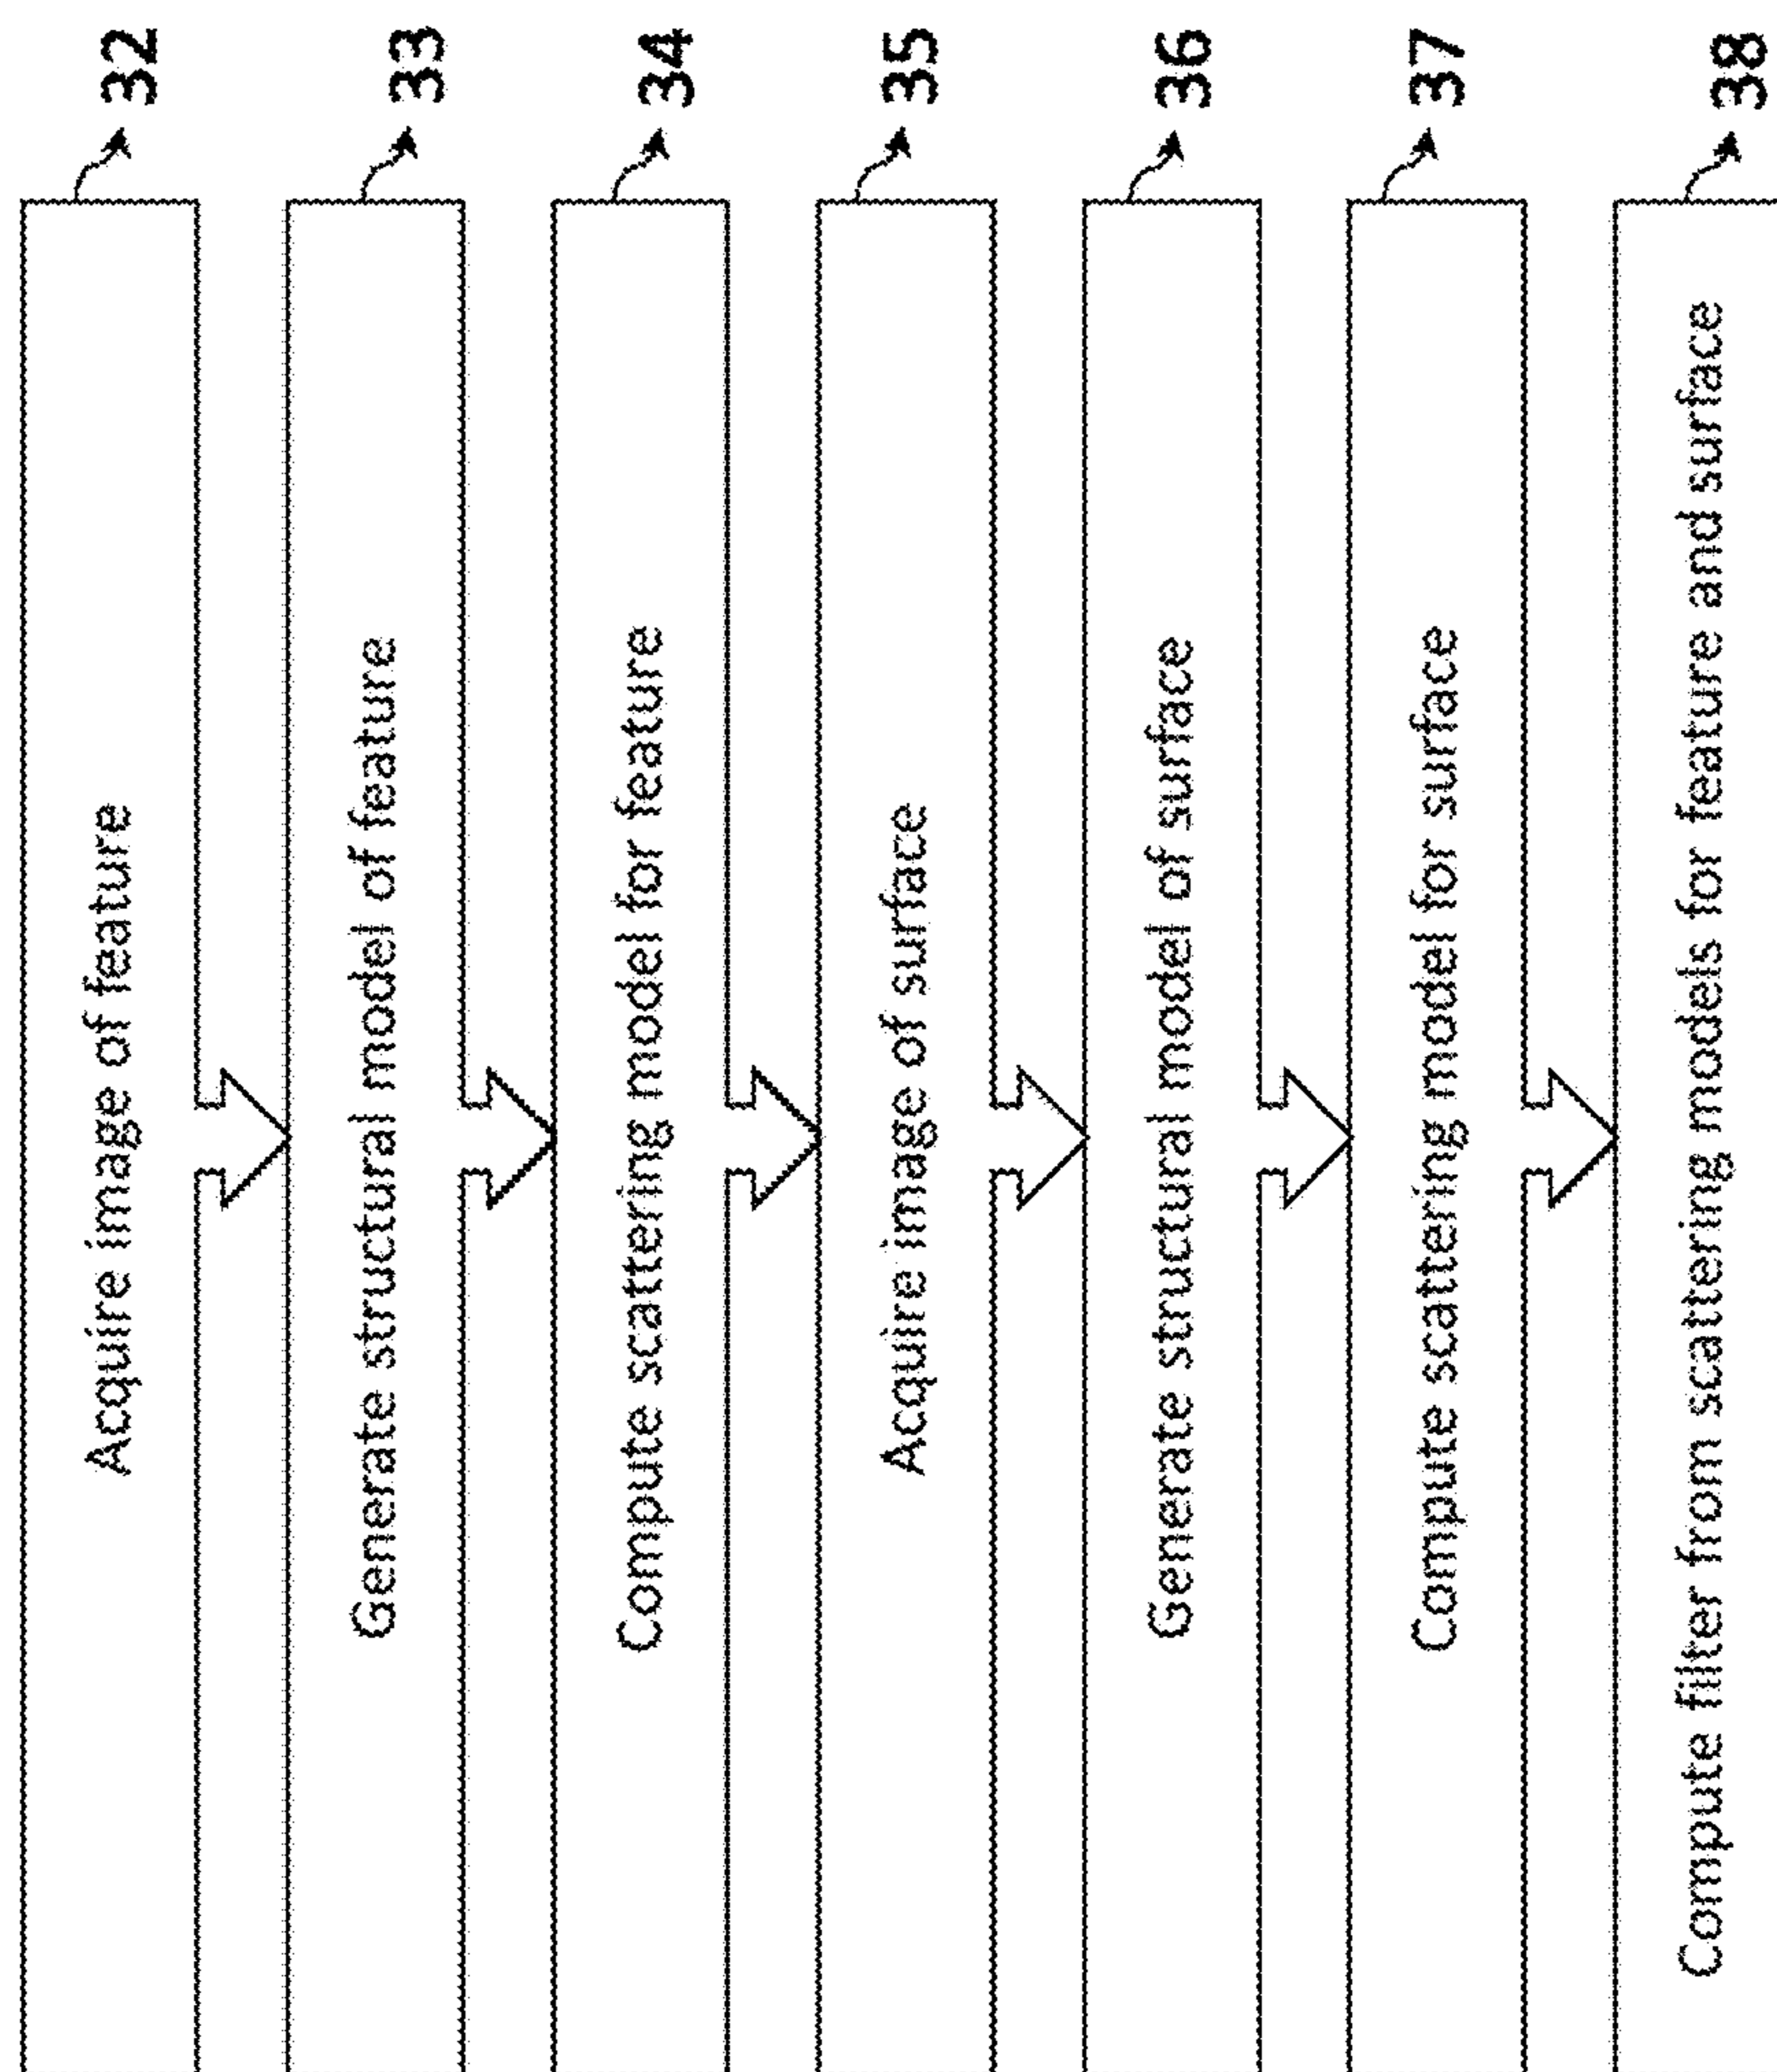 Acquire image of feature
32
Generate structural model of feature
33
Compute scattering model for feature
34
Acquire image of surface
35
Generate structural model of surface
36
Compute scattering model for surface
37
Compute filter from scattering models for feature and surface
38